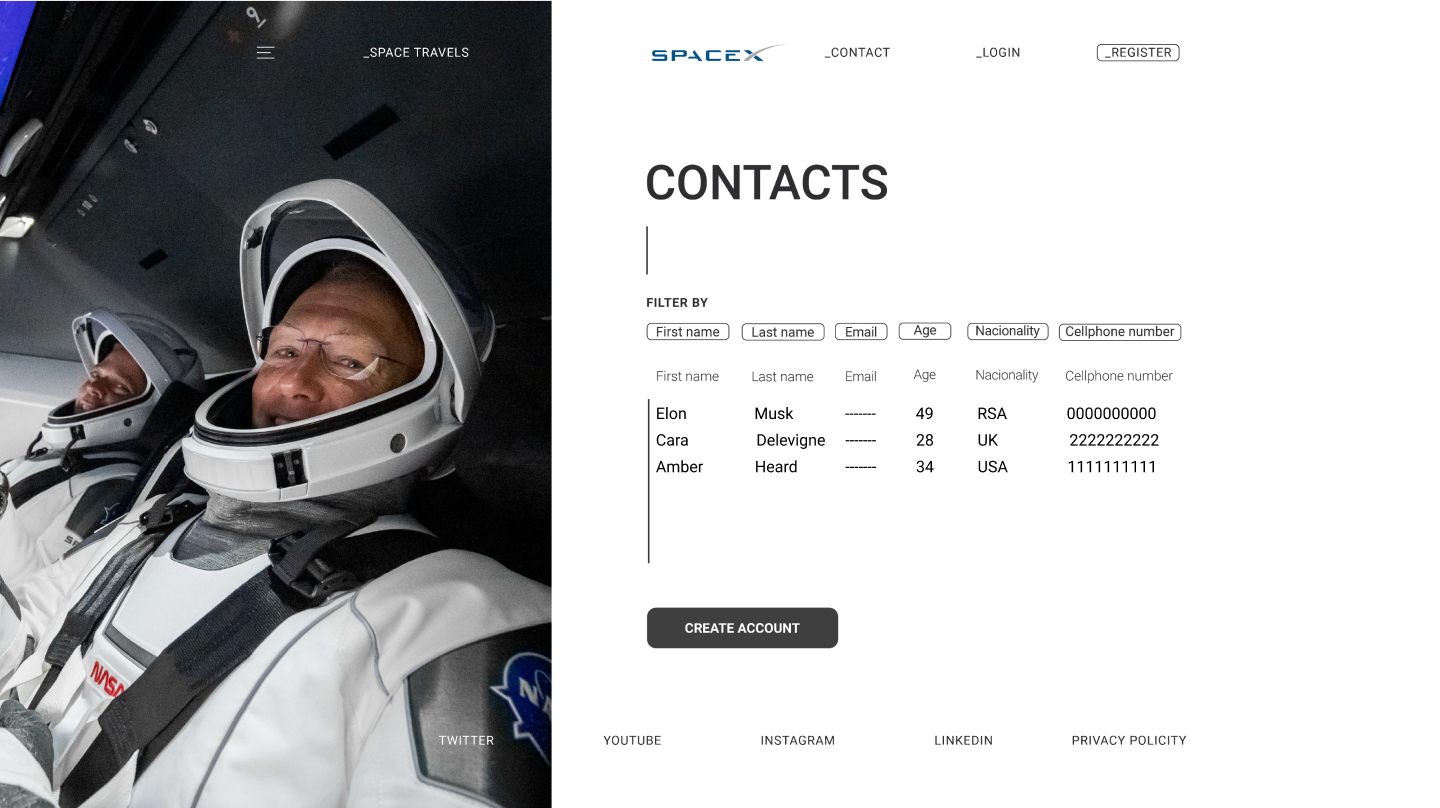 _SPACE TRAVELS
SPACEX
_CONTACT
_LOGIN
_REGISTER
CONTACTS
FILTER BY
First name Last name Email Age Nacionality Cellphone number
First name Last name Email Age Nacionality Cellphone number
Elon Musk ------- 49 RSA 0000000000
Cara Delevigne ------- 28 UK 2222222222
Amber Heard ------- 34 USA 1111111111
CREATE ACCOUNT
NASA
TWITTER
YOUTUBE
INSTAGRAM
LINKEDIN
PRIVACY POLICITY